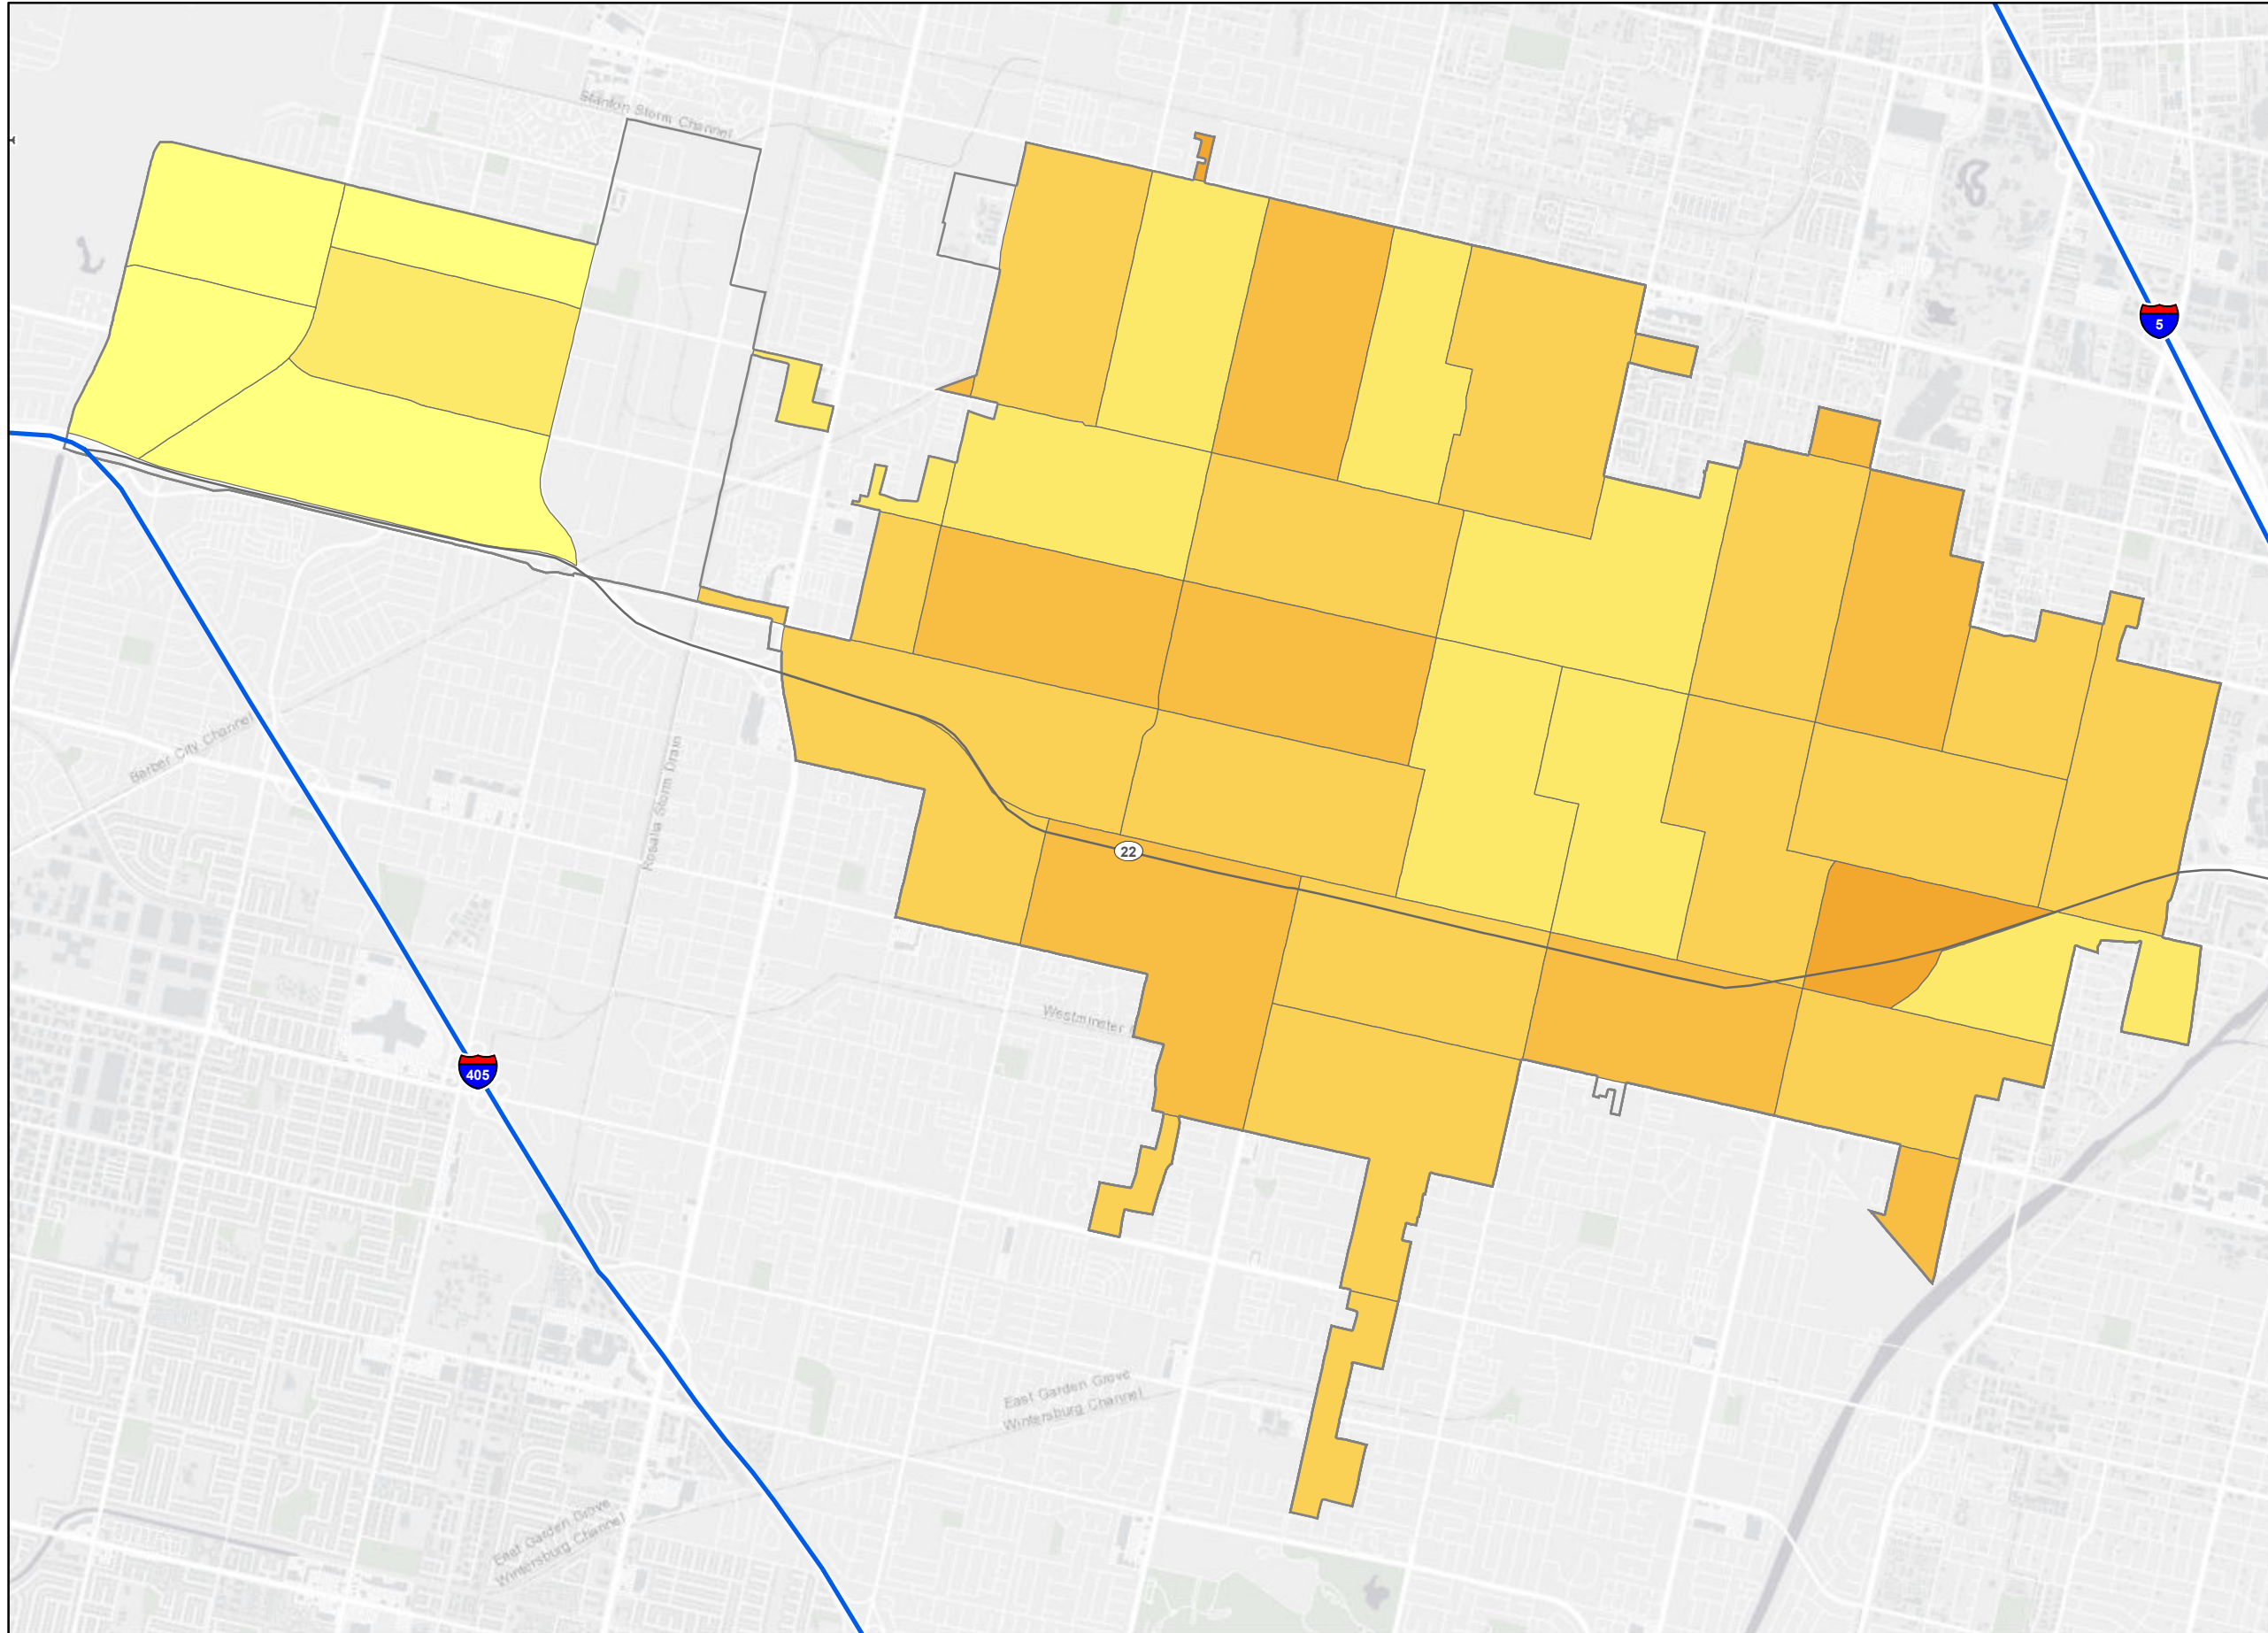 Stanton Storm Channel
5
Barber City Channel
Rosalia Storm Drain
22
Westminster
405
East Garden Grove
Wintersburg Channel
East Garden Grove
Wintersburg Channel